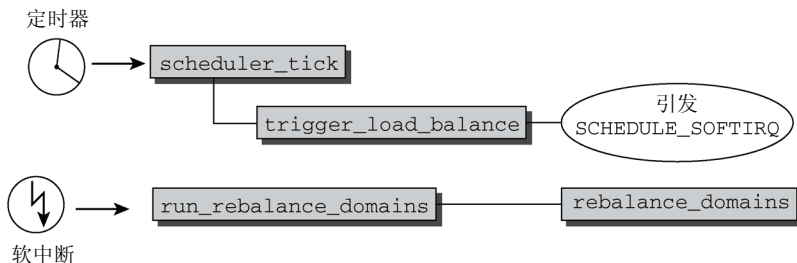 定时器
scheduler_tick
trigger_load_balance
引发
SCHEDULE_SOFTIRQ
run_rebalance_domains
rebalance_domains
软中断